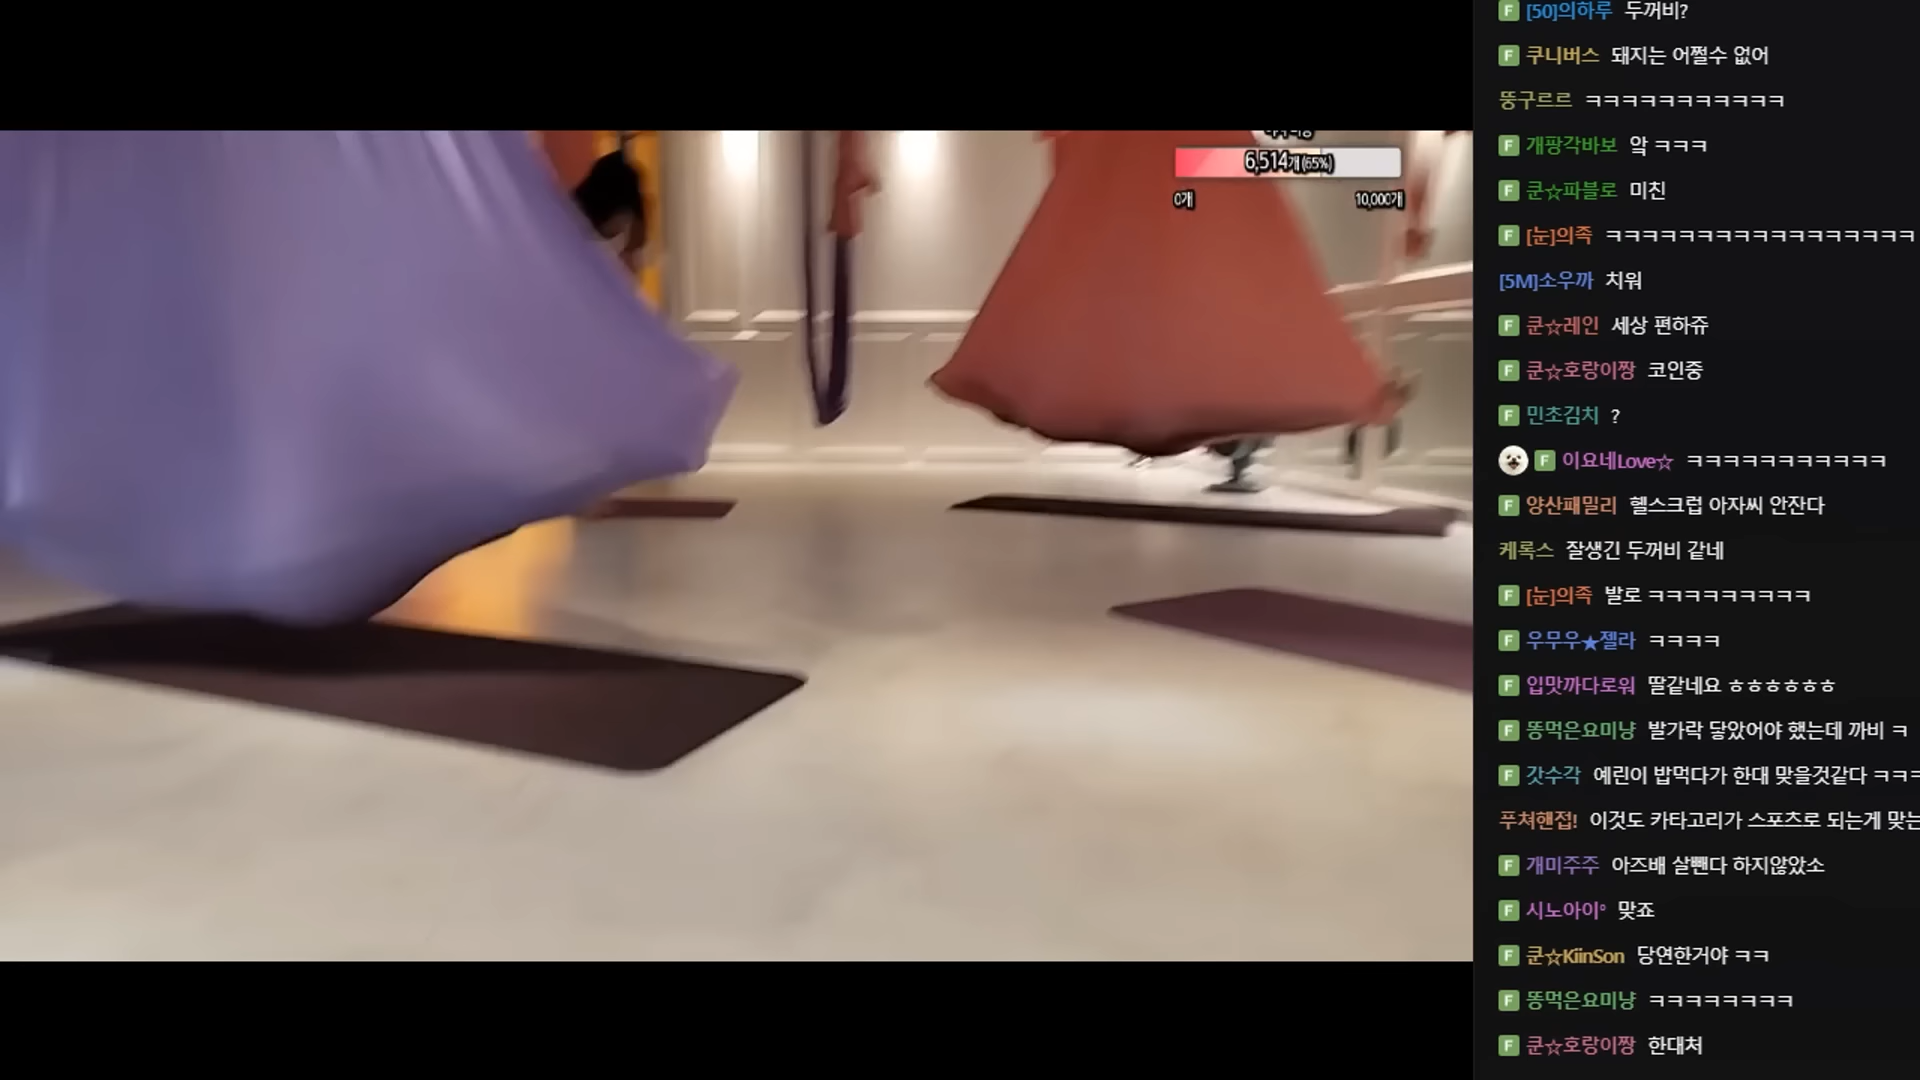 6,514개 (65%)
0개
10,000개
F [50]의하루 두꺼비?
F 쿠니버스 돼지는 어쩔수 없어
뚱구르르 ㅋㅋㅋㅋㅋㅋㅋㅋㅋㅋㅋ
F 개팡각바보 앜 ㅋㅋㅋ
F 쿤☆파블로 미친
F [눈]의족 ㅋㅋㅋㅋㅋㅋㅋㅋㅋㅋㅋㅋㅋㅋㅋㅋㅋ
[5M]소우까 치워
F 쿤☆레인 세상 편하쥬
F 쿤☆호랑이짱 코인중
F 민초김치 ?
F 이요네Love☆ ㅋㅋㅋㅋㅋㅋㅋㅋㅋㅋㅋ
F 양산패밀리 헬스크럽 아자씨 안잔다
케록스 잘생긴 두꺼비 같네
F [눈]의족 발로 ㅋㅋㅋㅋㅋㅋㅋㅋㅋ
F 우무우★젤라 ㅋㅋㅋㅋ
F 입맛까다로워 딸같네요 ㅎㅎㅎㅎㅎㅎ
F 똥먹은요미냥 발가락 닿았어야 했는데 까비 ㅋ
F 갓수각 예린이 밥먹다가 한대 맞을것같다 ㅋㅋㅋ
푸쳐핸접! 이것도 카타고리가 스포츠로 되는게 맞는
F 개미주주 아즈배 살뺀다 하지않았소
F 시노아이° 맞죠
F 쿤☆KiinSon 당연한거야 ㅋㅋ
F 똥먹은요미냥 ㅋㅋㅋㅋㅋㅋㅋㅋ
F 쿤☆호랑이짱 한대처